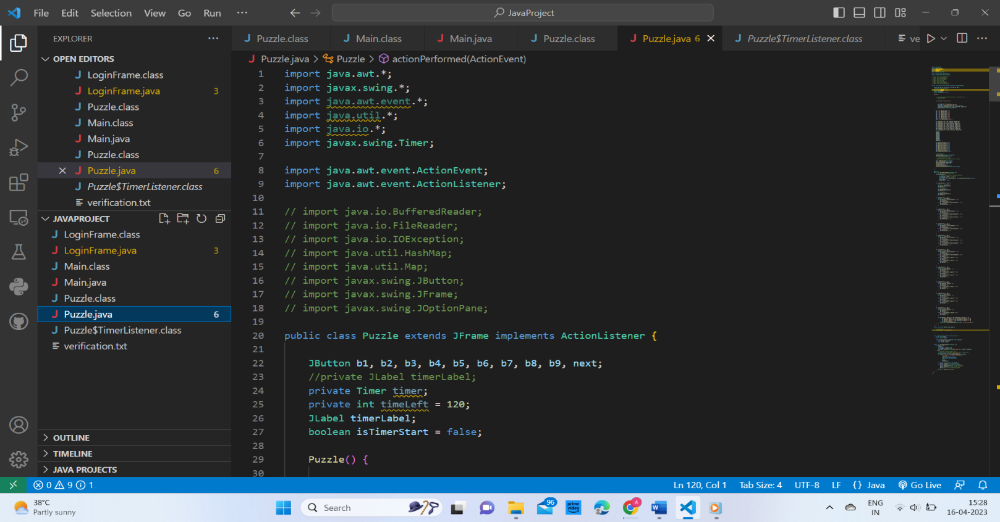 File Edit Selection View Go Run ··· JavaProject
EXPLORER ···
Puzzle.class Main.class Main.java Puzzle.class Puzzle.java 6 Puzzle$TimerListener.class ve ···
OPEN EDITORS
LoginFrame.class
LoginFrame.java 3
Puzzle.class
Main.class
Main.java
Puzzle.class
Puzzle.java 6
Puzzle$TimerListener.class
verification.txt
JAVAPROJECT
LoginFrame.class
LoginFrame.java 3
Main.class
Main.java
Puzzle.class
Puzzle.java 6
Puzzle$TimerListener.class
verification.txt
OUTLINE
TIMELINE
JAVA PROJECTS
Puzzle.java > Puzzle > actionPerformed(ActionEvent)
1 import java.awt.*;
2 import javax.swing.*;
3 import java.awt.event.*;
4 import java.util.*;
5 import java.io.*;
6 import javax.swing.Timer;
7
8 import java.awt.event.ActionEvent;
9 import java.awt.event.ActionListener;
10
11 // import java.io.BufferedReader;
12 // import java.io.FileReader;
13 // import java.io.IOException;
14 // import java.util.HashMap;
15 // import java.util.Map;
16 // import javax.swing.JButton;
17 // import javax.swing.JFrame;
18 // import javax.swing.JOptionPane;
19
20 public class Puzzle extends JFrame implements ActionListener {
21
22 JButton b1, b2, b3, b4, b5, b6, b7, b8, b9, next;
23 //private JLabel timerLabel;
24 private Timer timer;
25 private int timeLeft = 120;
26 JLabel timerLabel;
27 boolean isTimerStart = false;
28
29 Puzzle() {
30
0 9 1 Ln 120, Col 1 Tab Size: 4 UTF-8 LF {} Java Go Live
38°C
Partly sunny
Search
96
prime video
A
W
ENG
IN
15:28
16-04-2023